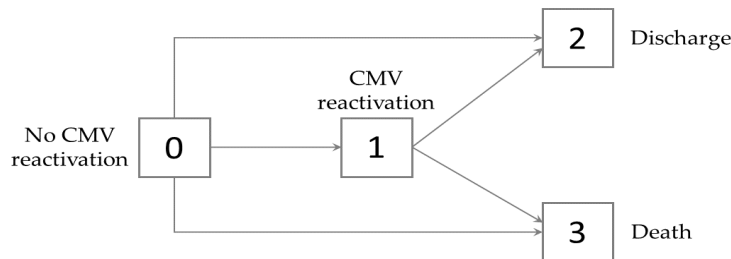 2 Discharge
CMV
reactivation
No CMV
reactivation
0
1
3 Death